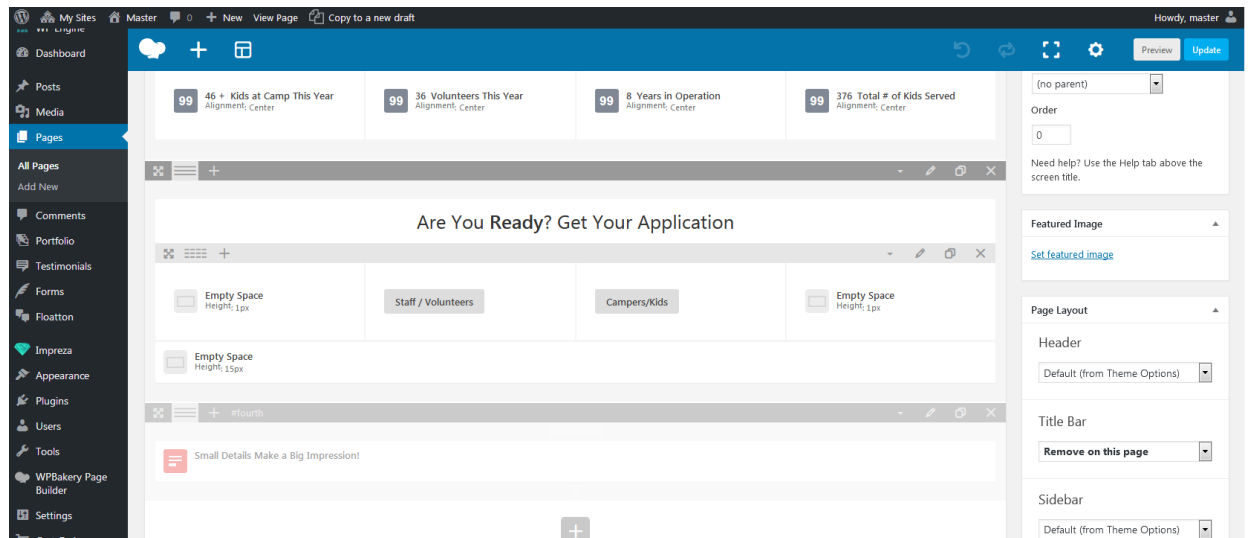 My Sites
Master
0
New
View Page
Copy to a new draft
Howdy, master
WP Engine
Dashboard
Posts
Media
Pages
All Pages
Add New
Comments
Portfolio
Testimonials
Forms
Floatton
Impreza
Appearance
Plugins
Users
Tools
WPBakery Page
Builder
Settings
Preview
Update
99
46 + Kids at Camp This Year
Alignment: Center
99
36 Volunteers This Year
Alignment: Center
99
8 Years in Operation
Alignment: Center
99
376 Total # of Kids Served
Alignment: Center
Are You Ready? Get Your Application
Empty Space
Height: 1px
Staff / Volunteers
Campers/Kids
Empty Space
Height: 1px
Empty Space
Height: 15px
#fourth
Small Details Make a Big Impression!
(no parent)
Order
0
Need help? Use the Help tab above the
screen title.
Featured Image
Set featured image
Page Layout
Header
Default (from Theme Options)
Title Bar
Remove on this page
Sidebar
Default (from Theme Options)